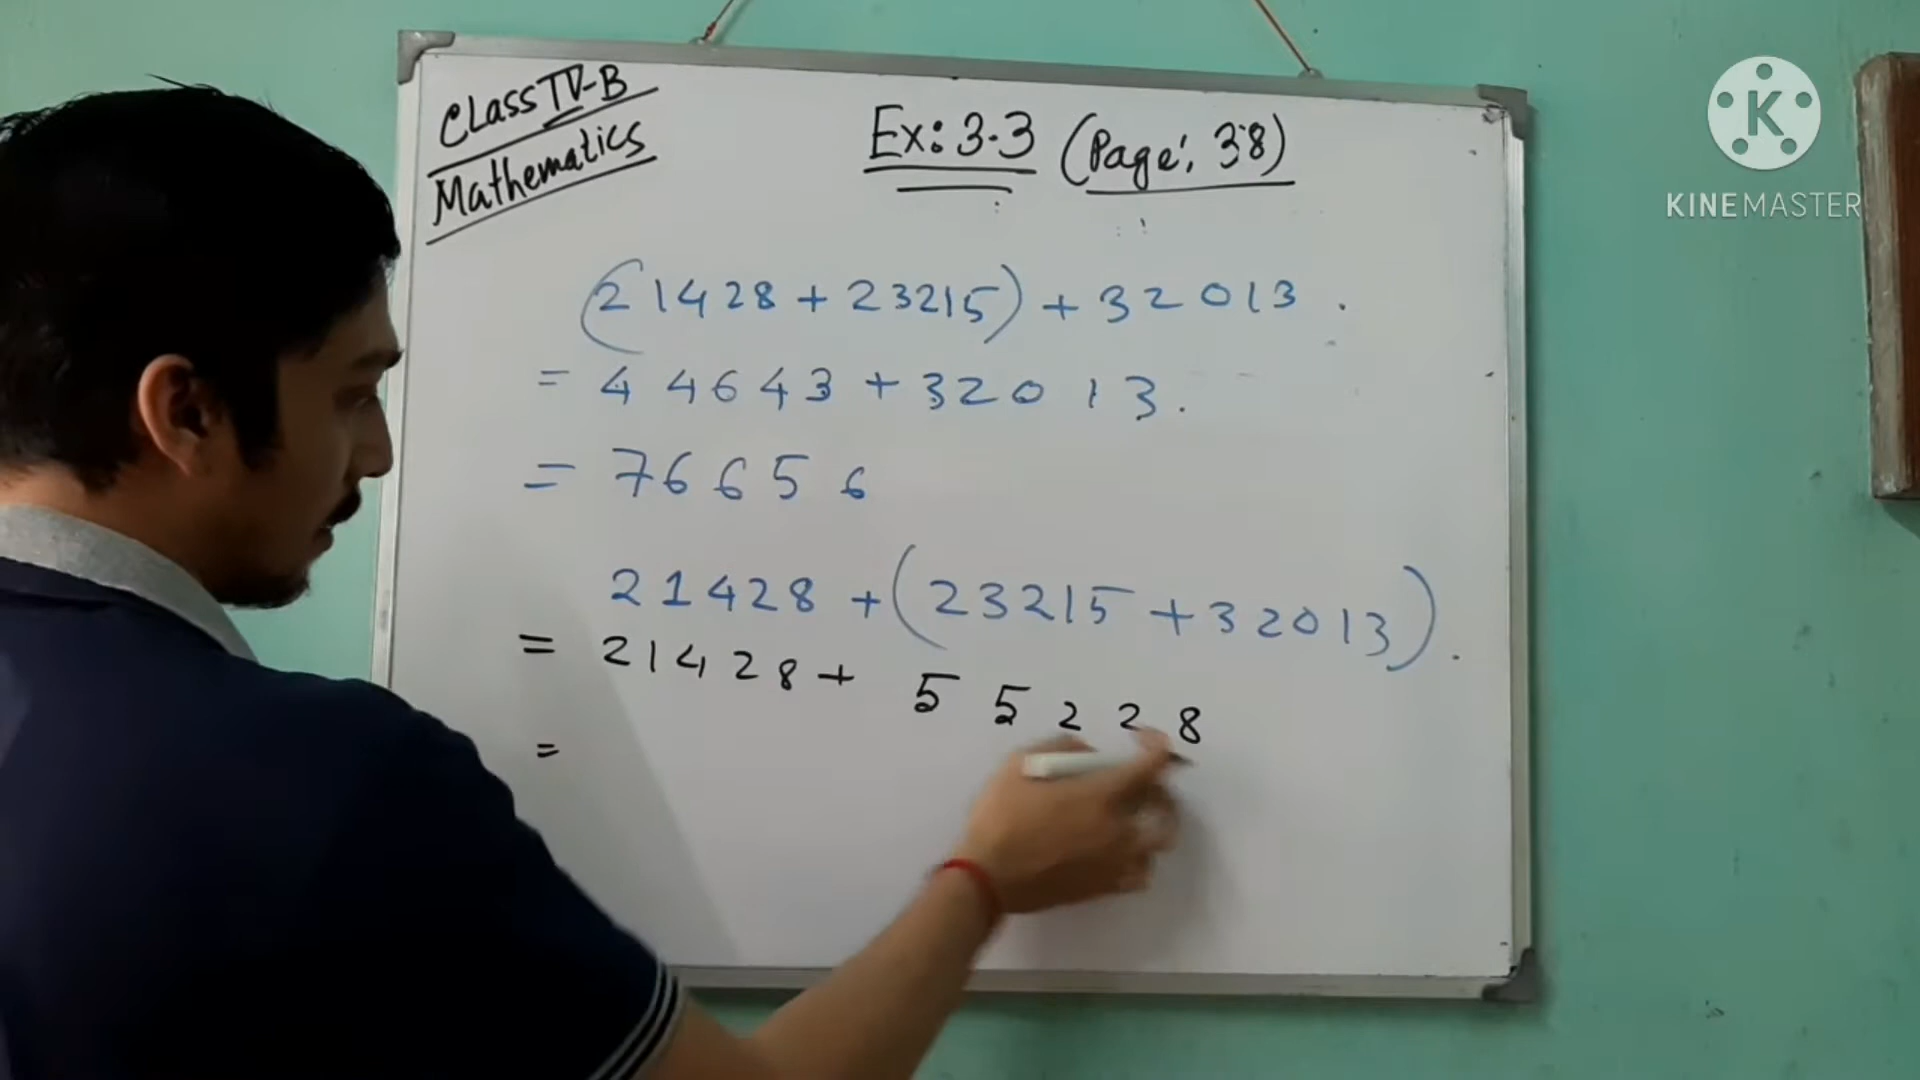 Class IV-B
Mathematics
Ex: 3.3 (Page: 38)
(21428 + 23215) + 32013.
= 44643 + 32013.
= 76656
21428 + (23215 + 32013).
= 21428 + 55228
=
K
KINEMASTER